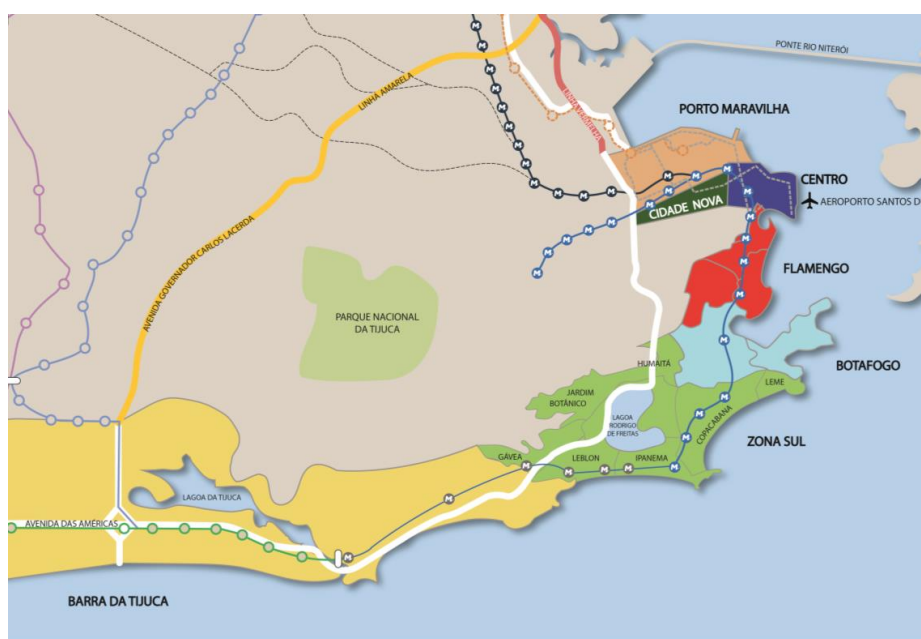 PONTE RIO NITERÓI
PORTO MARAVILHA
LINHA AMARELA
LINHA VERMELHA
CENTRO
AEROPORTO SANTOS D
CIDADE NOVA
AVENIDA GOVERNADOR CARLOS LACERDA
FLAMENGO
PARQUE NACIONAL
DA TIJUCA
BOTAFOGO
HUMAITÁ
LEME
JARDIM
BOTÂNICO
LAGOA
RODRIGO
DE FREITAS
COPACABANA
ZONA SUL
GÁVEA
LEBLON
IPANEMA
LAGOA DA TIJUCA
AVENIDA DAS AMÉRICAS
BARRA DA TIJUCA